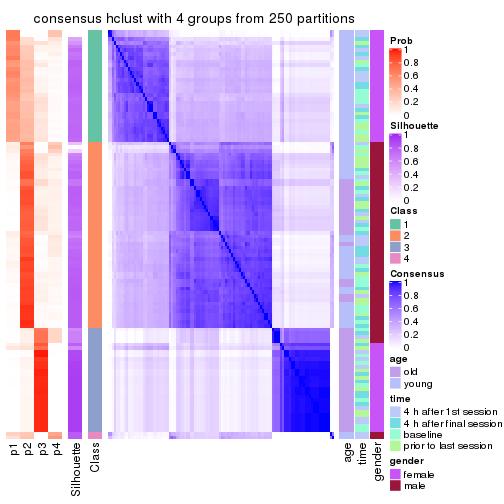 consensus hclust with 4 groups from 250 partitions
Prob
1
0.8
0.6
0.4
0.2
0
Silhouette
1
0.8
0.6
0.4
0.2
0
Class
1
2
3
4
Consensus
1
0.8
0.6
0.4
0.2
0
age
old
young
time
4 h after 1st session
4 h after final session
baseline
prior to last session
gender
female
male
p1
p2
p3
p4
Silhouette
Class
age
time
gender